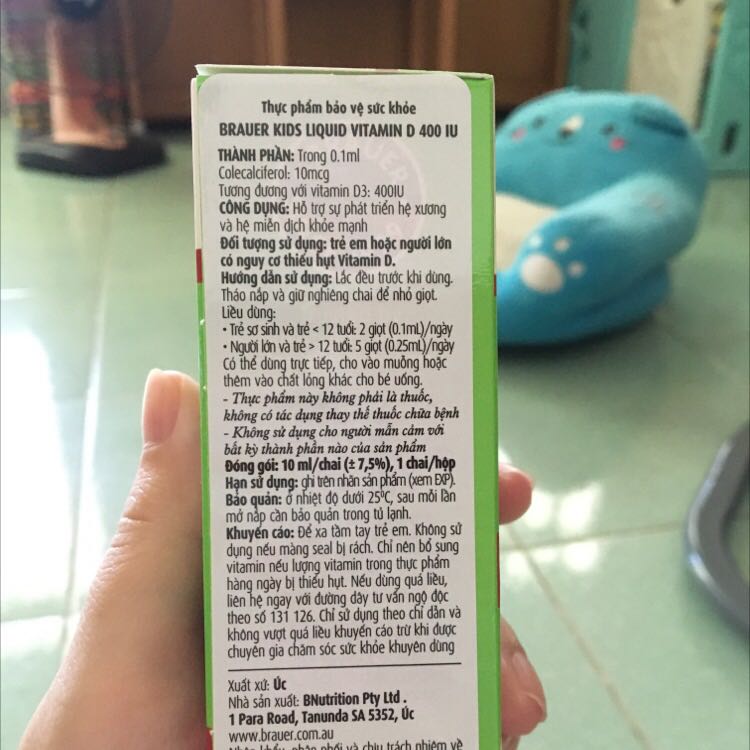 Thực phẩm bảo vệ sức khỏe
BRAUER KIDS LIQUID VITAMIN D 400 IU
THÀNH PHẦN: Trong 0.1ml
Colecalciferol: 10mcg
Tương đương với vitamin D3: 400IU
CÔNG DỤNG: Hỗ trợ sự phát triển hệ xương
và hệ miễn dịch khỏe mạnh
Đối tượng sử dụng: trẻ em hoặc người lớn
có nguy cơ thiếu hụt Vitamin D.
Hướng dẫn sử dụng: Lắc đều trước khi dùng.
Tháo nắp và giữ nghiêng chai để nhỏ giọt.
Liều dùng:
• Trẻ sơ sinh và trẻ < 12 tuổi: 2 giọt (0.1mL)/ngày
• Người lớn và trẻ > 12 tuổi: 5 giọt (0.25mL)/ngày
Có thể dùng trực tiếp, cho vào muỗng hoặc
thêm vào chất lỏng khác cho bé uống.
- Thực phẩm này không phải là thuốc,
không có tác dụng thay thế thuốc chữa bệnh
- Không sử dụng cho người mẫn cảm với
bất kỳ thành phần nào của sản phẩm
Đóng gói: 10 ml/chai (± 7,5%), 1 chai/hộp
Hạn sử dụng: ghi trên nhãn sản phẩm (xem EXP).
Bảo quản: ở nhiệt độ dưới 25⁰C, sau mỗi lần
mở nắp cần bảo quản trong tủ lạnh.
Khuyến cáo: Để xa tầm tay trẻ em. Không sử
dụng nếu màng seal bị rách. Chỉ nên bổ sung
vitamin nếu lượng vitamin trong thực phẩm
hàng ngày bị thiếu hụt. Nếu dùng quá liều,
liên hệ ngay với đường dây tư vấn ngộ độc
theo số 131 126. Chỉ sử dụng theo chỉ dẫn và
không vượt quá liều khuyến cáo trừ khi được
chuyên gia chăm sóc sức khỏe khuyên dùng
Xuất xứ: Úc
Nhà sản xuất: BNutrition Pty Ltd .
1 Para Road, Tanunda SA 5352, Úc
www.brauer.com.au
Nhập khẩu, phân phối và chịu trách nhiệm về